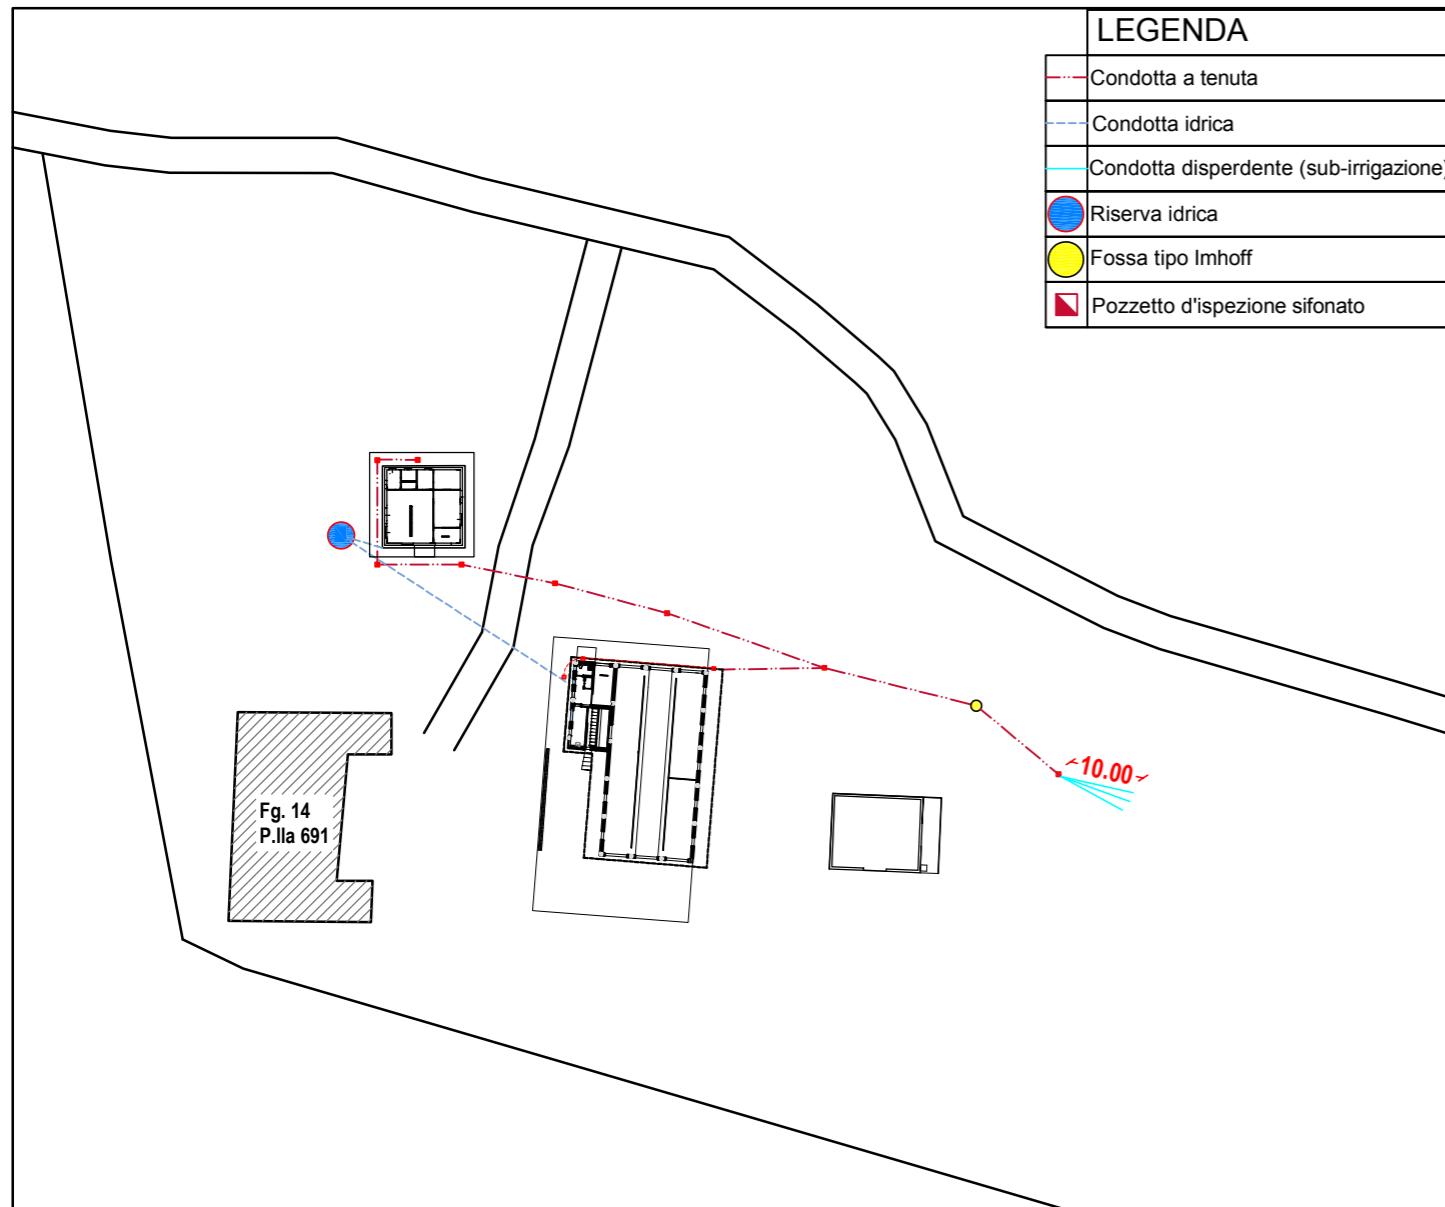 LEGENDA
Condotta a tenuta
Condotta idrica
Condotta disperdente (sub-irrigazione)
Riserva idrica
Fossa tipo Imhoff
Pozzetto d'ispezione sifonato
10.00
Fg. 14
P.lla 691